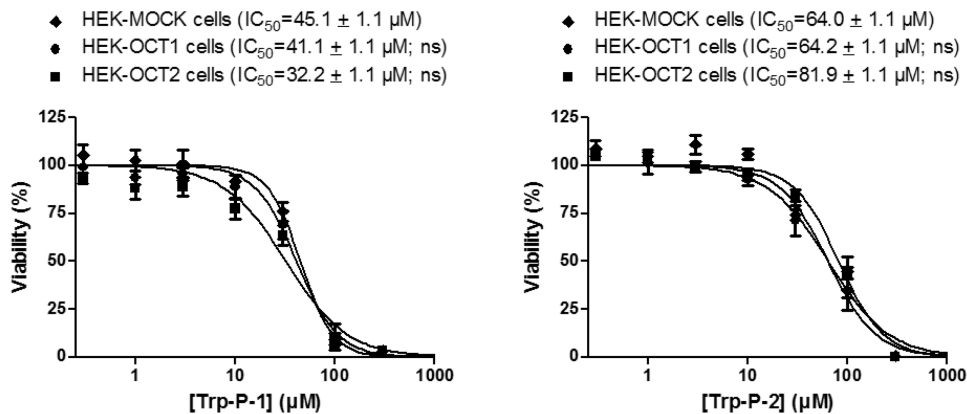 HEK-MOCK cells (IC50=45.1 ± 1.1 µM)
HEK-OCT1 cells (IC50=41.1 ± 1.1 µM; ns)
HEK-OCT2 cells (IC50=32.2 ± 1.1 µM; ns)
125
100
75
50
25
0
Viability (%)
1
10
100
1000
[Trp-P-1] (µM)
HEK-MOCK cells (IC50=64.0 ± 1.1 µM)
HEK-OCT1 cells (IC50=64.2 ± 1.1 µM; ns)
HEK-OCT2 cells (IC50=81.9 ± 1.1 µM; ns)
125
100
75
50
25
0
Viability (%)
1
10
100
1000
[Trp-P-2] (µM)